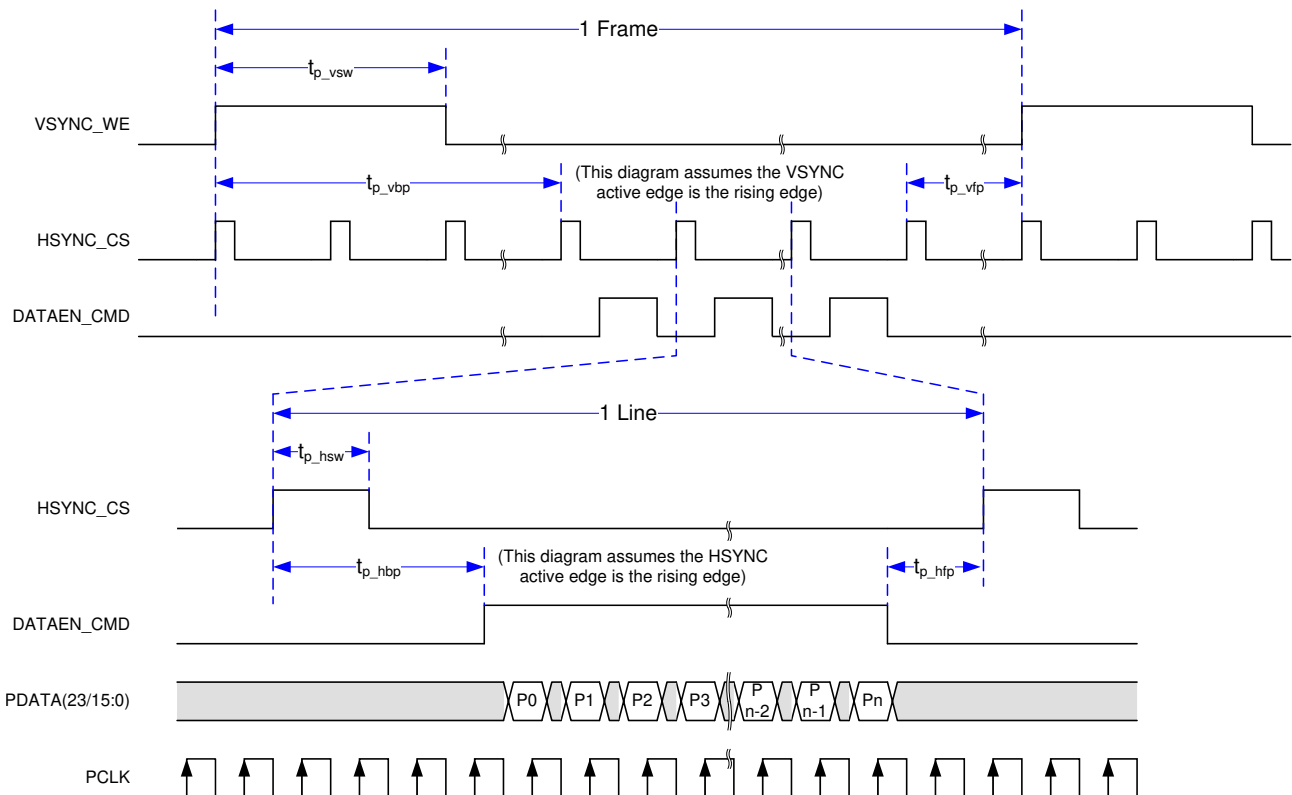 1 Frame
tp_vsw
VSYNC_WE
tp_vbp
(This diagram assumes the VSYNC
active edge is the rising edge)
tp_vfp
HSYNC_CS
DATAEN_CMD
1 Line
tp_hsw
HSYNC_CS
tp_hbp
(This diagram assumes the HSYNC
active edge is the rising edge)
tp_hfp
DATAEN_CMD
PDATA(23/15:0)
P0
P1
P2
P3
P
n-2
P
n-1
Pn
PCLK